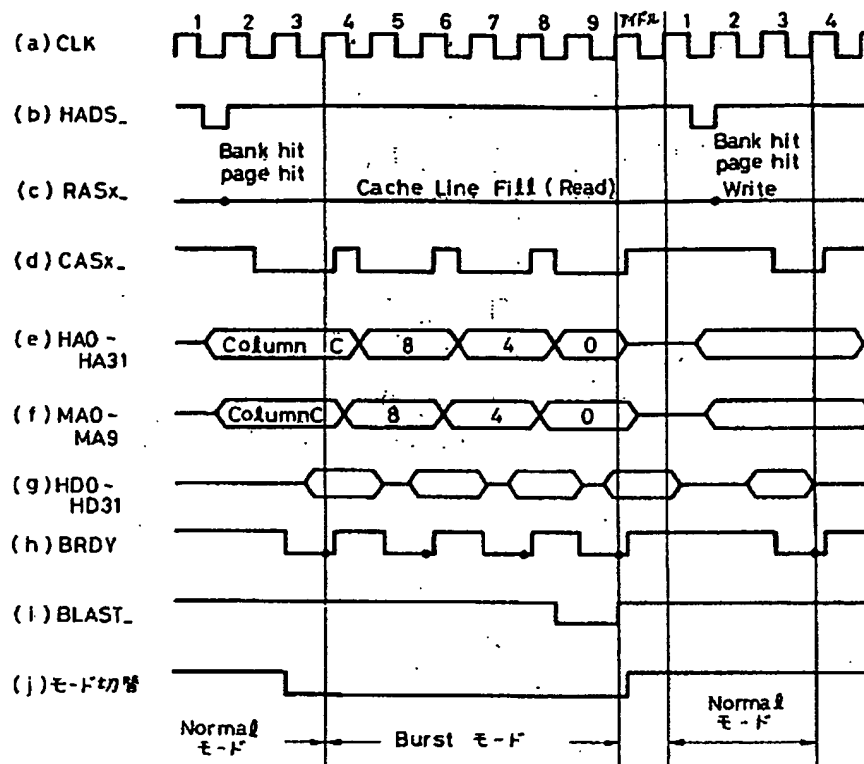 1 2 3 4 5 6 7 8 9 アイドル 1 2 3 4
(a) CLK
(b) HADS_
Bank hit
page hit
Bank hit
page hit
(c) RASx_
Cache Line Fill (Read)
Write
(d) CASx_
(e) HA0~
HA31
Column C 8 4 0
(f) MA0~
MA9
ColumnC 8 4 0
(g) HD0~
HD31
(h) BRDY
(i) BLAST_
(j) モード切替
Normal
モード
Burst モード
Normal
モード